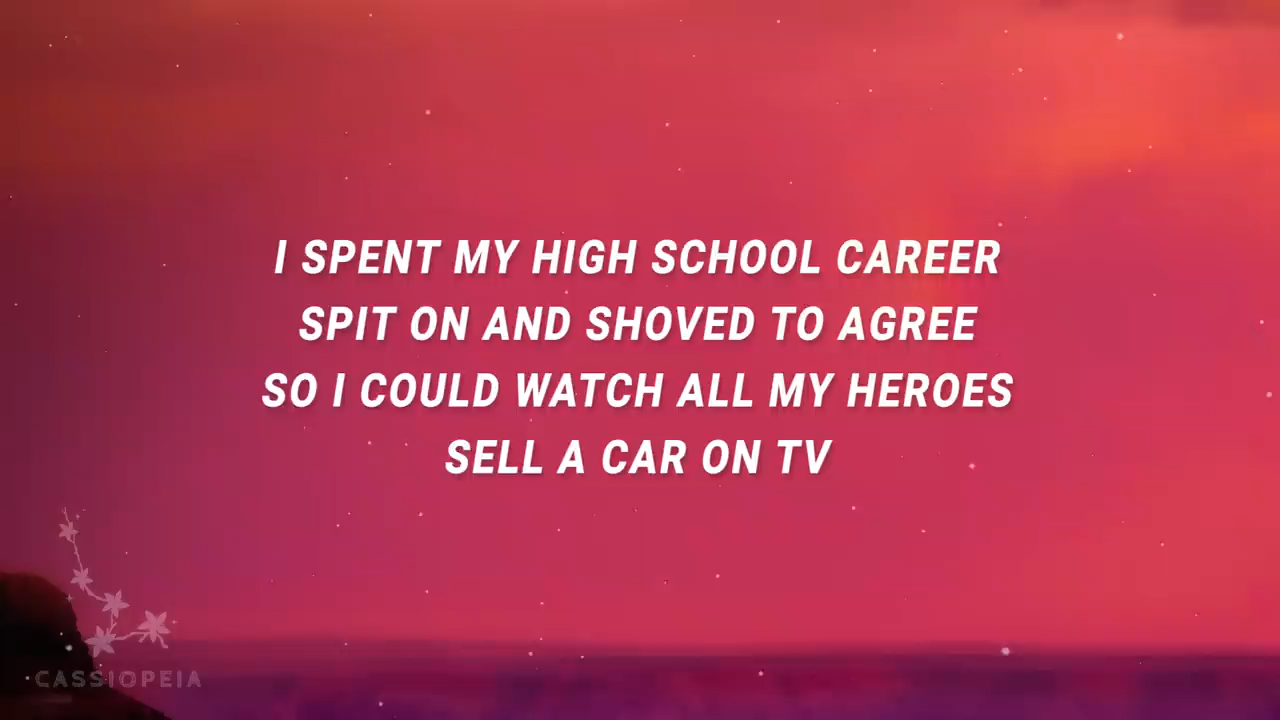 I SPENT MY HIGH SCHOOL CAREER
SPIT ON AND SHOVED TO AGREE
SO I COULD WATCH ALL MY HEROES
SELL A CAR ON TV
CASSIOPEIA